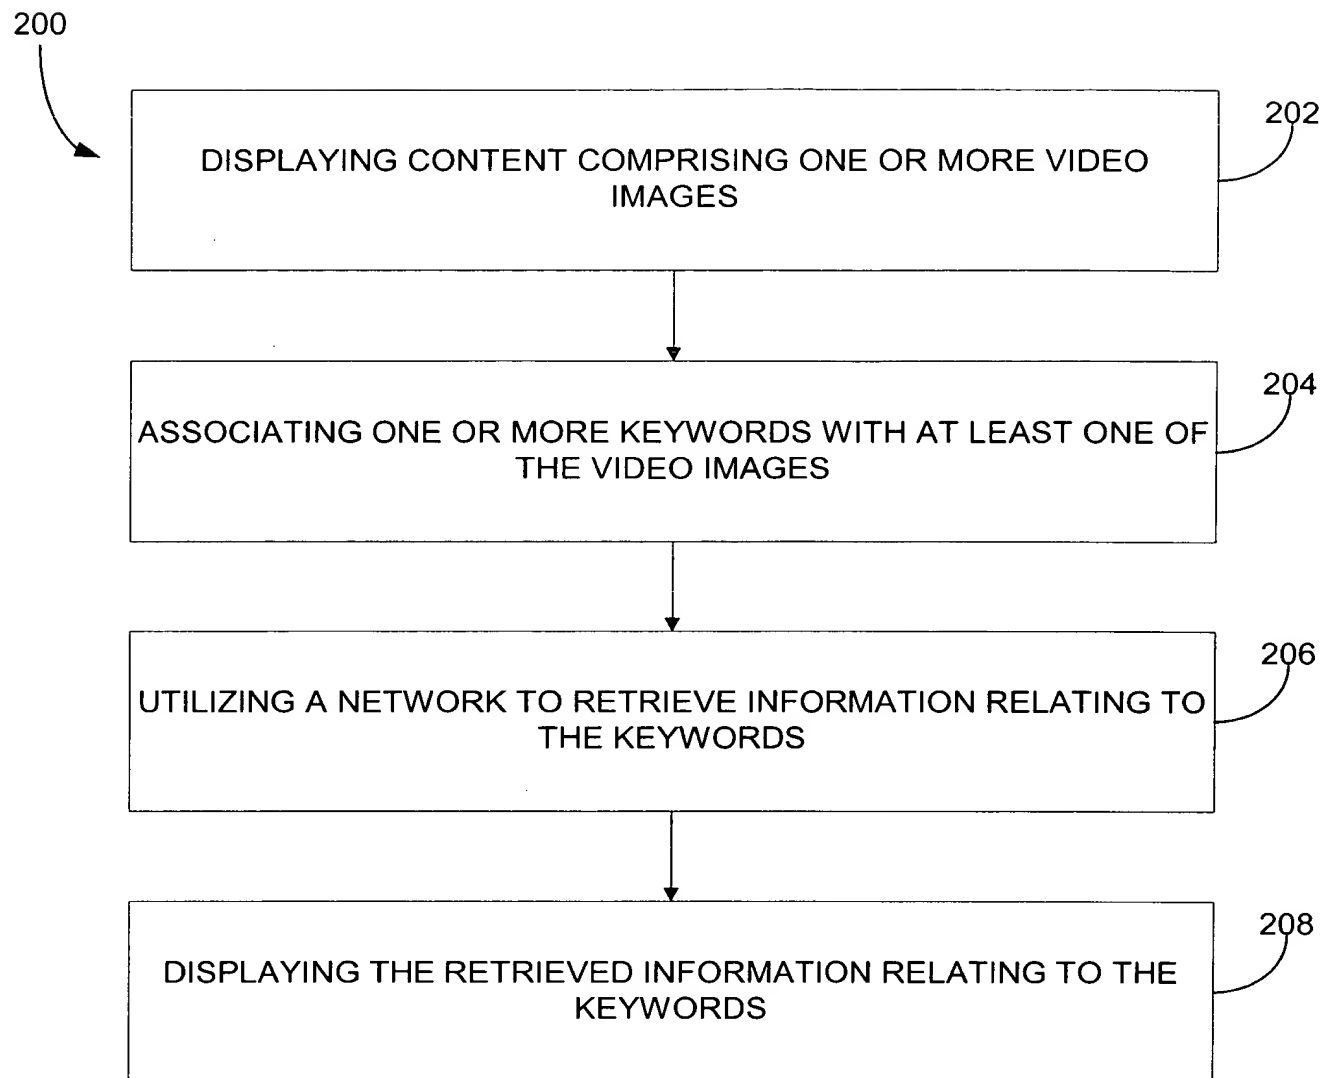 200
202
DISPLAYING CONTENT COMPRISING ONE OR MORE VIDEO
IMAGES
204
ASSOCIATING ONE OR MORE KEYWORDS WITH AT LEAST ONE OF
THE VIDEO IMAGES
206
UTILIZING A NETWORK TO RETRIEVE INFORMATION RELATING TO
THE KEYWORDS
208
DISPLAYING THE RETRIEVED INFORMATION RELATING TO THE
KEYWORDS